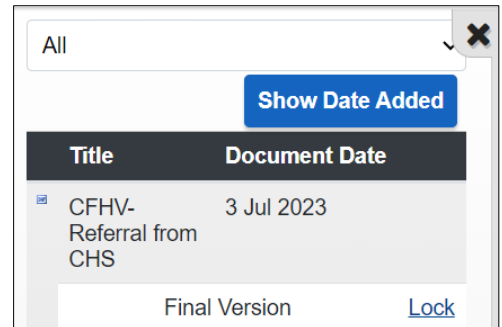 All
Show Date Added
Title Document Date
CFHV- 3 Jul 2023
Referral from
CHS
Final Version Lock